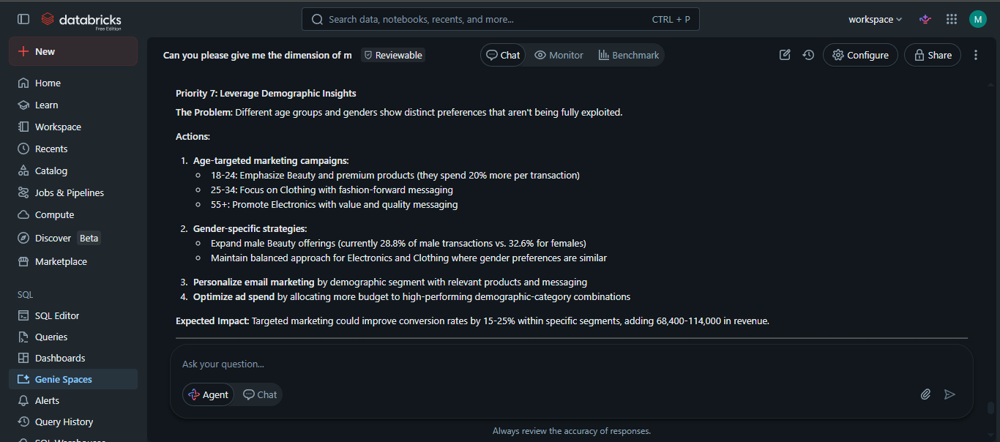 databricks
Free Edition
Search data, notebooks, recents, and more...
CTRL + P
workspace
M
New
Home
Learn
Workspace
Recents
Catalog
Jobs & Pipelines
Compute
Discover Beta
Marketplace
SQL
SQL Editor
Queries
Dashboards
Genie Spaces
Alerts
Query History
SQL Warehouses
Can you please give me the dimension of m
Reviewable
Chat
Monitor
Benchmark
Configure
Share
Priority 7: Leverage Demographic Insights
The Problem: Different age groups and genders show distinct preferences that aren't being fully exploited.
Actions:
1. Age-targeted marketing campaigns:
18-24: Emphasize Beauty and premium products (they spend 20% more per transaction)
25-34: Focus on Clothing with fashion-forward messaging
55+: Promote Electronics with value and quality messaging
2. Gender-specific strategies:
Expand male Beauty offerings (currently 28.8% of male transactions vs. 32.6% for females)
Maintain balanced approach for Electronics and Clothing where gender preferences are similar
3. Personalize email marketing by demographic segment with relevant products and messaging
4. Optimize ad spend by allocating more budget to high-performing demographic-category combinations
Expected Impact: Targeted marketing could improve conversion rates by 15-25% within specific segments, adding 68,400-114,000 in revenue.
Ask your question...
Agent
Chat
Always review the accuracy of responses.